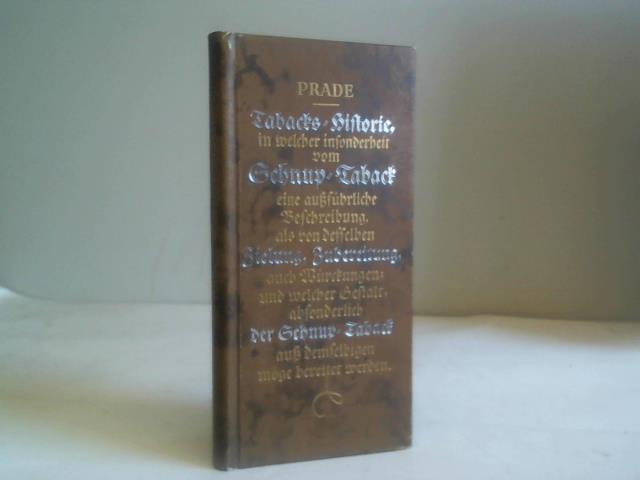 PRADE
Tabacks-Historie,
in welcher insonderheit
vom
Schnup-Taback
eine außführliche
Beschreibung,
als von desselben
Zielung, Zubereitung,
auch Würckungen:
und welcher Gestalt,
absonderlich
der Schnup-Taback
auß demselbigen
möge bereitet werden.